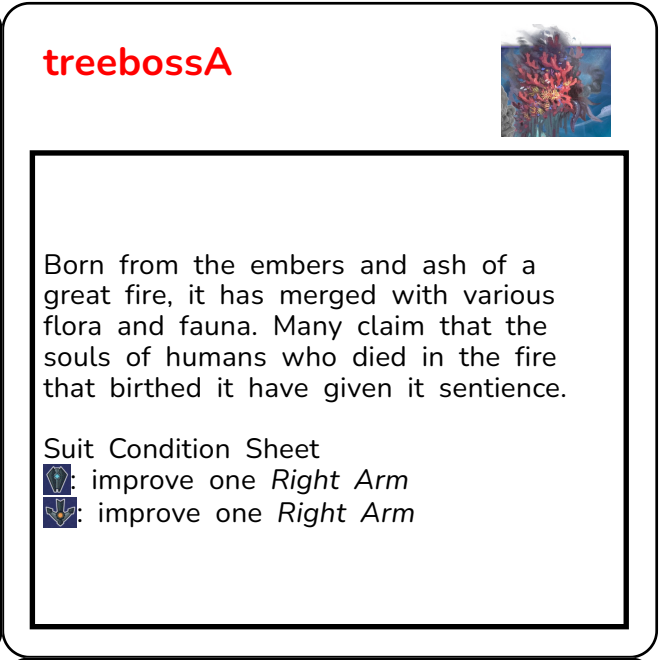 treebossA
Born from the embers and ash of a
great fire, it has merged with various
flora and fauna. Many claim that the
souls of humans who died in the fire
that birthed it have given it sentience.
Suit Condition Sheet
: improve one Right Arm
: improve one Right Arm